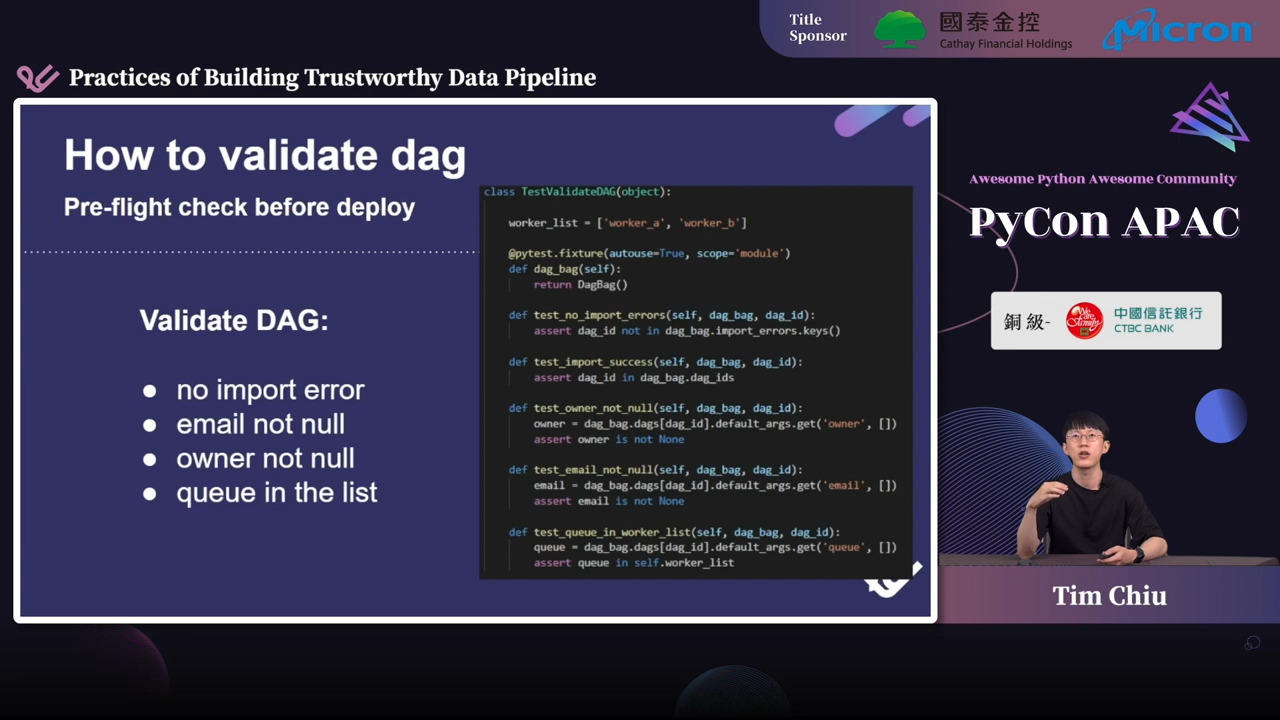 Title
Sponsor
國泰金控
Cathay Financial Holdings
Micron
Practices of Building Trustworthy Data Pipeline
How to validate dag
Pre-flight check before deploy
Validate DAG:
● no import error
● email not null
● owner not null
● queue in the list
class TestValidateDAG(object):
worker_list = ['worker_a', 'worker_b']
@pytest.fixture(autouse=True, scope='module')
def dag_bag(self):
return DagBag()
def test_no_import_errors(self, dag_bag, dag_id):
assert dag_id not in dag_bag.import_errors.keys()
def test_import_success(self, dag_bag, dag_id):
assert dag_id in dag_bag.dag_ids
def test_owner_not_null(self, dag_bag, dag_id):
owner = dag_bag.dags[dag_id].default_args.get('owner', [])
assert owner is not None
def test_email_not_null(self, dag_bag, dag_id):
email = dag_bag.dags[dag_id].default_args.get('email', [])
assert email is not None
def test_queue_in_worker_list(self, dag_bag, dag_id):
queue = dag_bag.dags[dag_id].default_args.get('queue', [])
assert queue in self.worker_list
Awesome Python Awesome Community
PyCon APAC
銅級-
We are Family
中國信託銀行
CTBC BANK
Tim Chiu